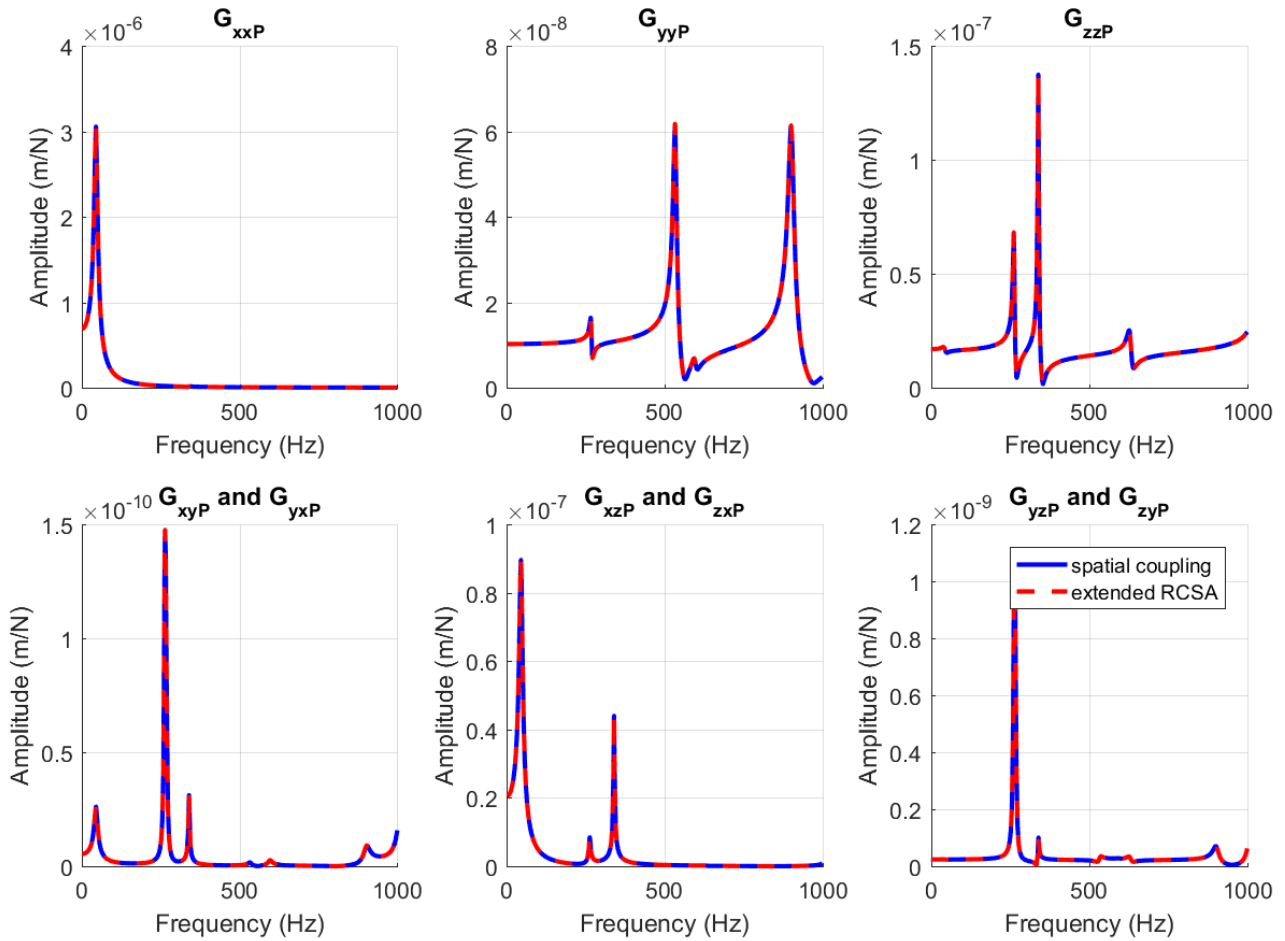 G_xxP
×10^-6
Amplitude (m/N)
4
3
2
1
0
0 500 1000
Frequency (Hz)
G_yyP
×10^-8
Amplitude (m/N)
8
6
4
2
0
0 500 1000
Frequency (Hz)
G_zzP
×10^-7
Amplitude (m/N)
1.5
1
0.5
0
0 500 1000
Frequency (Hz)
G_xyP and G_yxP
×10^-10
Amplitude (m/N)
1.5
1
0.5
0
0 500 1000
Frequency (Hz)
G_xzP and G_zxP
×10^-7
Amplitude (m/N)
1
0.8
0.6
0.4
0.2
0
0 500 1000
Frequency (Hz)
G_yzP and G_zyP
×10^-9
Amplitude (m/N)
1.2
1
0.8
0.6
0.4
0.2
0
spatial coupling
extended RCSA
0 500 1000
Frequency (Hz)